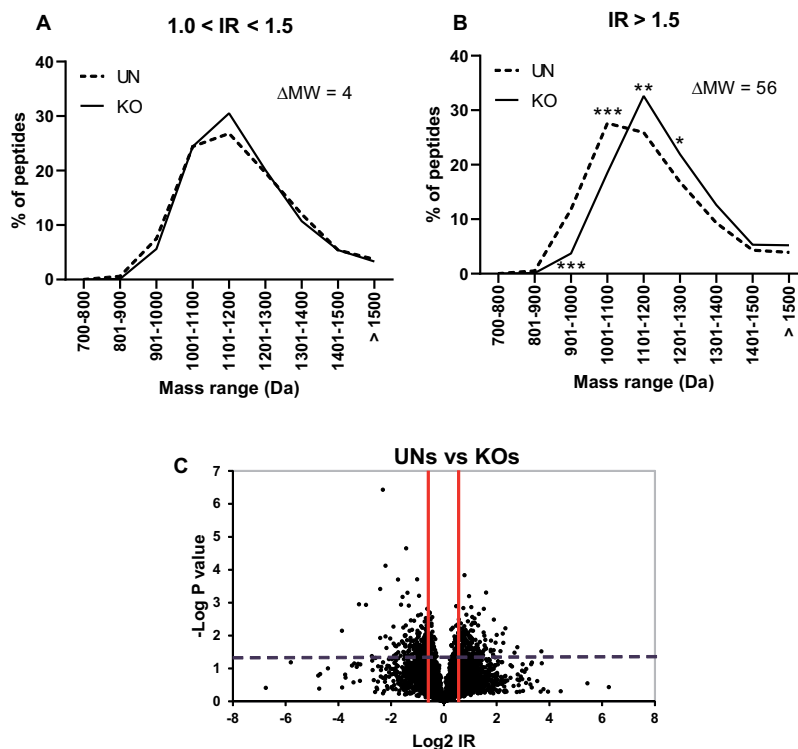 A
1.0 < IR < 1.5
40
30
20
10
0
% of peptides
UN
KO
ΔMW = 4
700-800
801-900
901-1000
1001-1100
1101-1200
1201-1300
1301-1400
1401-1500
> 1500
Mass range (Da)
B
IR > 1.5
40
30
20
10
0
% of peptides
UN
KO
ΔMW = 56
**
***
*
***
700-800
801-900
901-1000
1001-1100
1101-1200
1201-1300
1301-1400
1401-1500
> 1500
Mass range (Da)
C
UNs vs KOs
7
6
5
4
3
2
1
0
-Log P value
-8 -6 -4 -2 0 2 4 6 8
Log2 IR